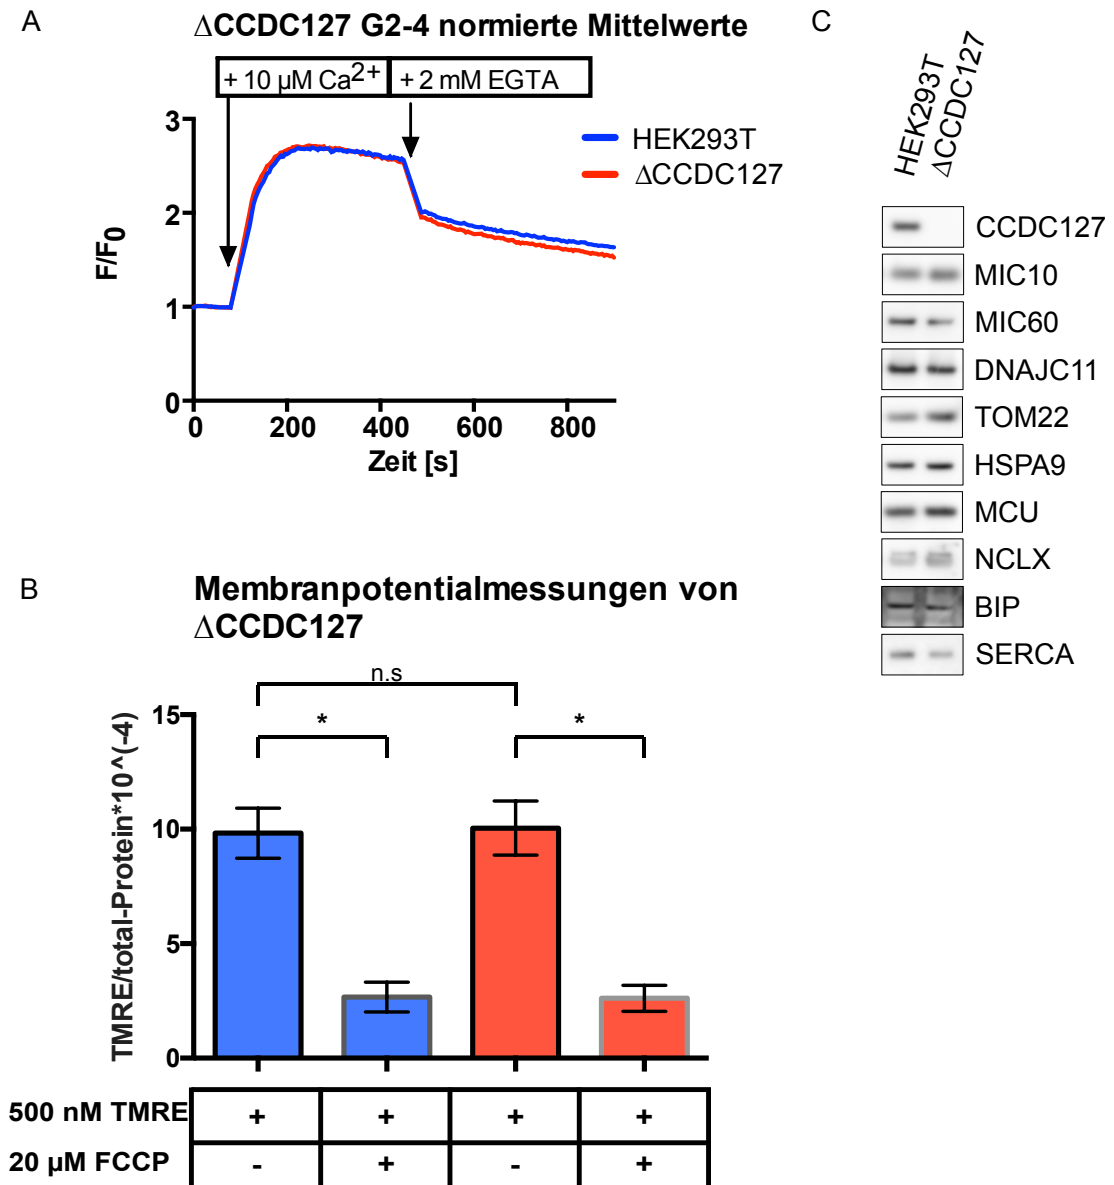 A
ΔCCDC127 G2-4 normierte Mittelwerte
+ 10 µM Ca2+
+ 2 mM EGTA
HEK293T
ΔCCDC127
3
2
1
0
F/F0
0 200 400 600 800
Zeit [s]
B
Membranpotentialmessungen von
ΔCCDC127
n.s
* *
15
10
5
0
TMRE/total-Protein*10^(-4)
500 nM TMRE + + + +
20 µM FCCP - + - +
C
HEK293T
ΔCCDC127
CCDC127
MIC10
MIC60
DNAJC11
TOM22
HSPA9
MCU
NCLX
BIP
SERCA